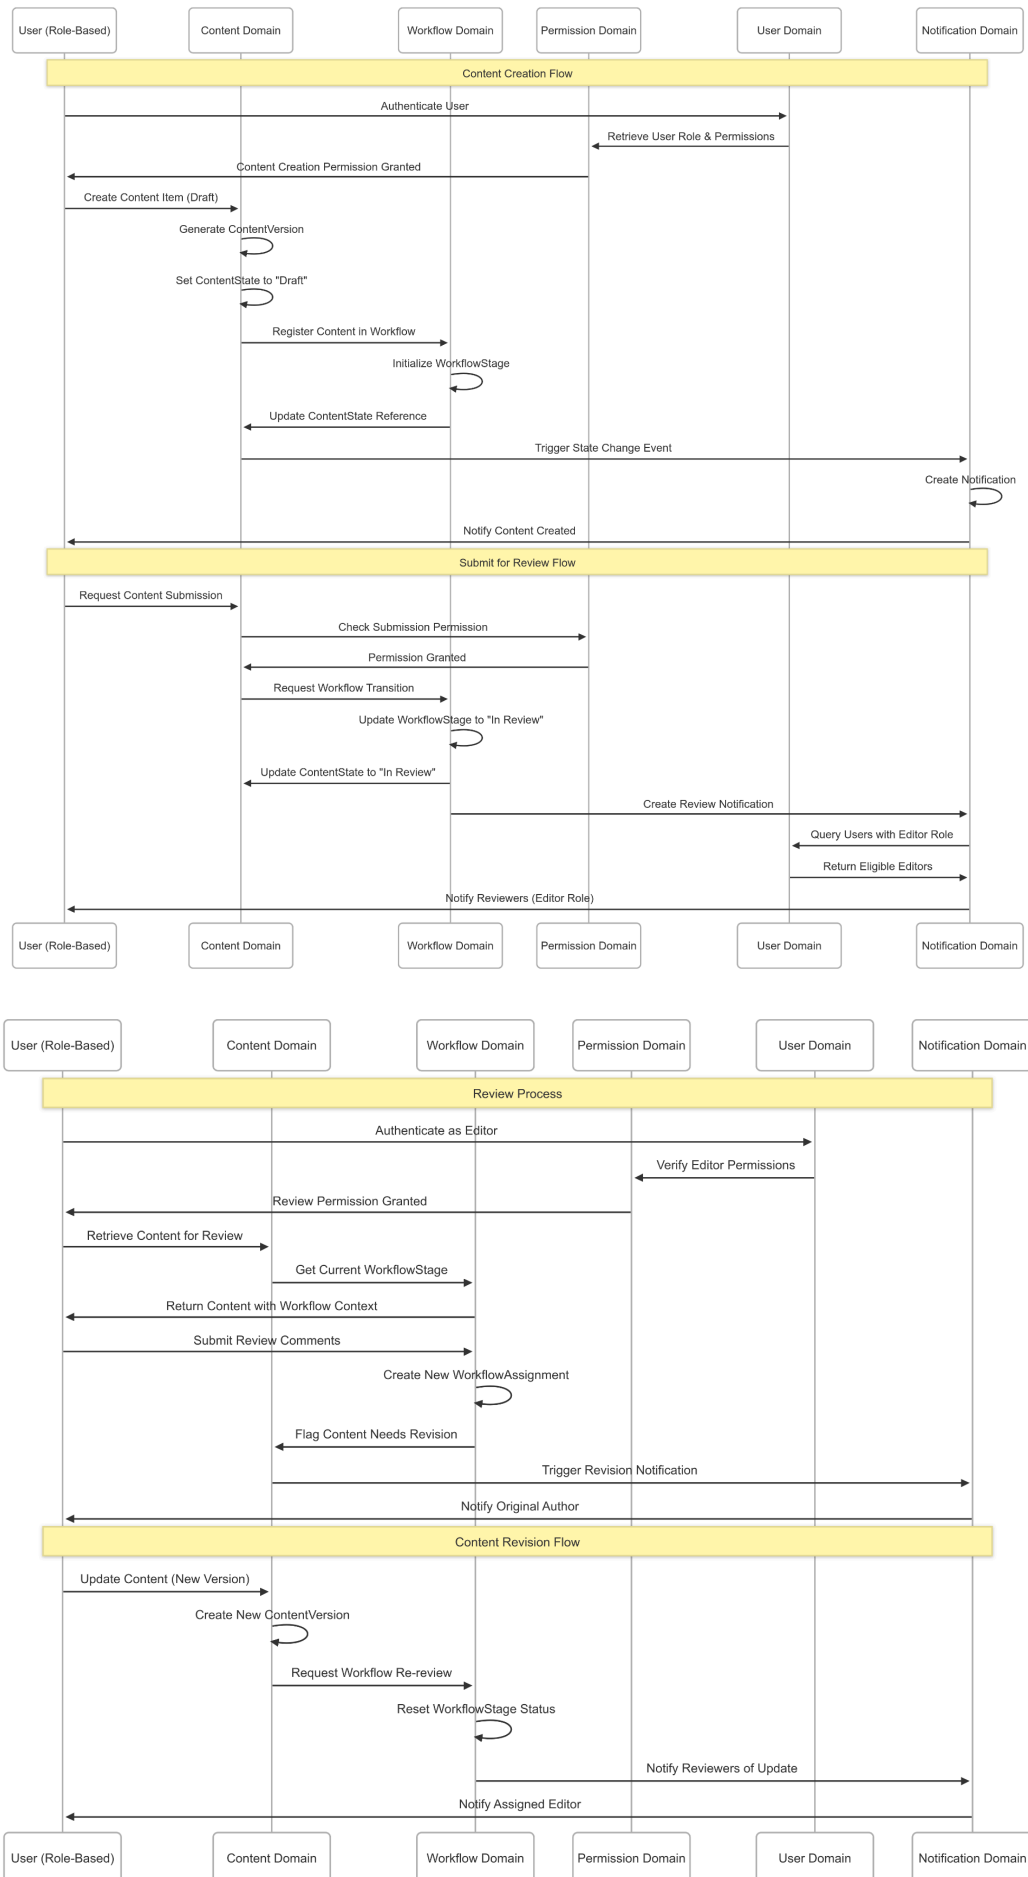 User (Role-Based)
Content Domain
Workflow Domain
Permission Domain
User Domain
Notification Domain
Content Creation Flow
Authenticate User
Retrieve User Role & Permissions
Content Creation Permission Granted
Create Content Item (Draft)
Generate ContentVersion
Set ContentState to "Draft"
Register Content in Workflow
Initialize WorkflowStage
Update ContentState Reference
Trigger State Change Event
Create Notification
Notify Content Created
Submit for Review Flow
Request Content Submission
Check Submission Permission
Permission Granted
Request Workflow Transition
Update WorkflowStage to "In Review"
Update ContentState to "In Review"
Create Review Notification
Query Users with Editor Role
Return Eligible Editors
Notify Reviewers (Editor Role)
User (Role-Based)
Content Domain
Workflow Domain
Permission Domain
User Domain
Notification Domain
User (Role-Based)
Content Domain
Workflow Domain
Permission Domain
User Domain
Notification Domain
Review Process
Authenticate as Editor
Verify Editor Permissions
Review Permission Granted
Retrieve Content for Review
Get Current WorkflowStage
Return Content with Workflow Context
Submit Review Comments
Create New WorkflowAssignment
Flag Content Needs Revision
Trigger Revision Notification
Notify Original Author
Content Revision Flow
Update Content (New Version)
Create New ContentVersion
Request Workflow Re-review
Reset WorkflowStage Status
Notify Reviewers of Update
Notify Assigned Editor
User (Role-Based)
Content Domain
Workflow Domain
Permission Domain
User Domain
Notification Domain